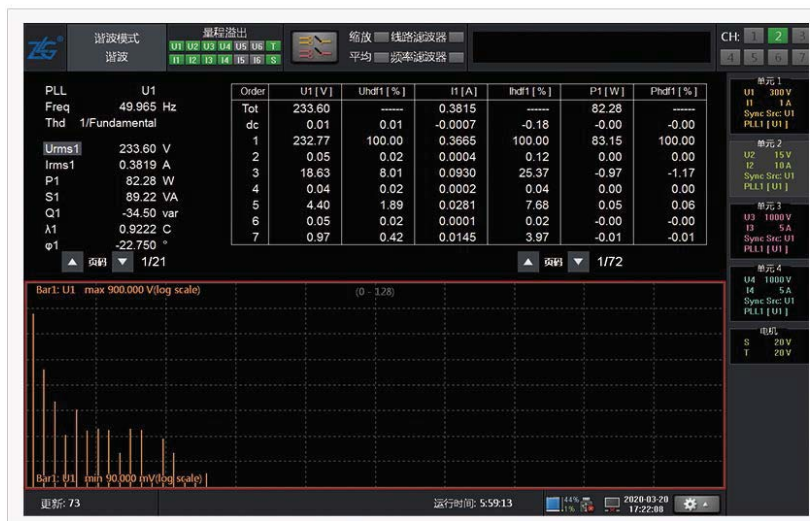 ZLG
谐波模式
谐波
量程溢出
U1 U2 U3 U4 U5 U6 T
I1 I2 I3 I4 I5 I6 S
缩放 线路滤波器
平均 频率滤波器
CH: 1 2 3
4 5 6 7
PLL U1
Freq 49.965 Hz
Thd 1/Fundamental
Urms1 233.60 V
Irms1 0.3819 A
P1 82.28 W
S1 89.22 VA
Q1 -34.50 var
λ1 0.9222 C
φ1 -22.750 °
页码 1/21
Order U1 [ V ] Uhdf1 [ % ] I1 [ A ] Ihdf1 [ % ] P1 [ W ] Phdf1 [ % ]
Tot 233.60 ------ 0.3815 ------ 82.28 ------
dc 0.01 0.01 -0.0007 -0.18 -0.00 -0.00
1 232.77 100.00 0.3665 100.00 83.15 100.00
2 0.05 0.02 0.0004 0.12 0.00 0.00
3 18.63 8.01 0.0930 25.37 -0.97 -1.17
4 0.04 0.02 0.0002 0.04 0.00 0.00
5 4.40 1.89 0.0281 7.68 0.05 0.06
6 0.05 0.02 0.0001 0.02 -0.00 -0.00
7 0.97 0.42 0.0145 3.97 -0.01 -0.01
页码 1/72
单元 1
U1 300 V
I1 1 A
Sync Src: U1
PLL1 [ U1 ]
单元 2
U2 15 V
I2 10 A
Sync Src: U1
PLL1 [ U1 ]
单元 3
U3 1000 V
I3 5 A
Sync Src: U1
PLL1 [ U1 ]
单元 4
U4 1000 V
I4 5 A
Sync Src: U1
PLL1 [ U1 ]
电机
S 20 V
T 20 V
Bar1: U1 max 900.000 V(log scale)
(0 - 128)
Bar1: U1 min 90.000 mV(log scale)
更新: 73
运行时间: 5:59:13
44%
1%
2020-03-20
17:22:08